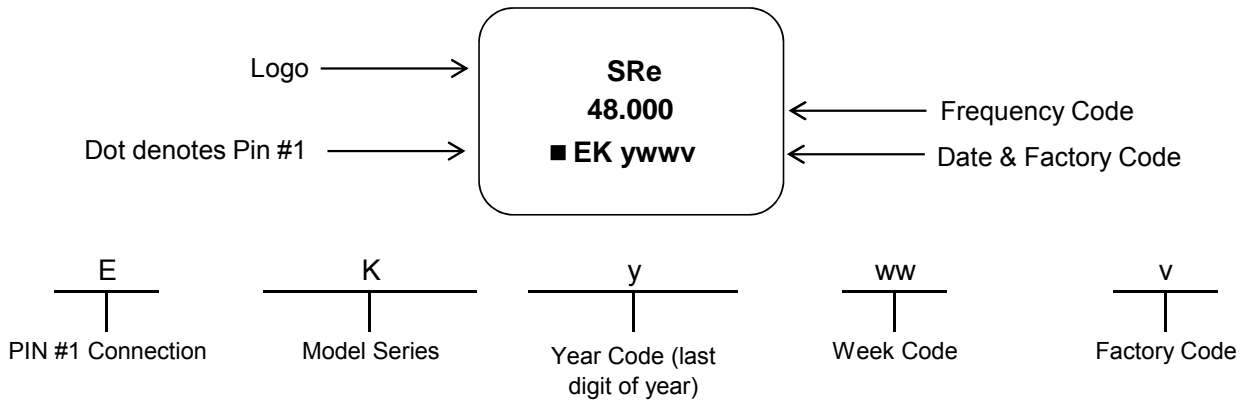 Logo
SRe
48.000
Frequency Code
Dot denotes Pin #1
■ EK ywwv
Date & Factory Code
E
K
y
ww
v
PIN #1 Connection
Model Series
Year Code (last
digit of year)
Week Code
Factory Code